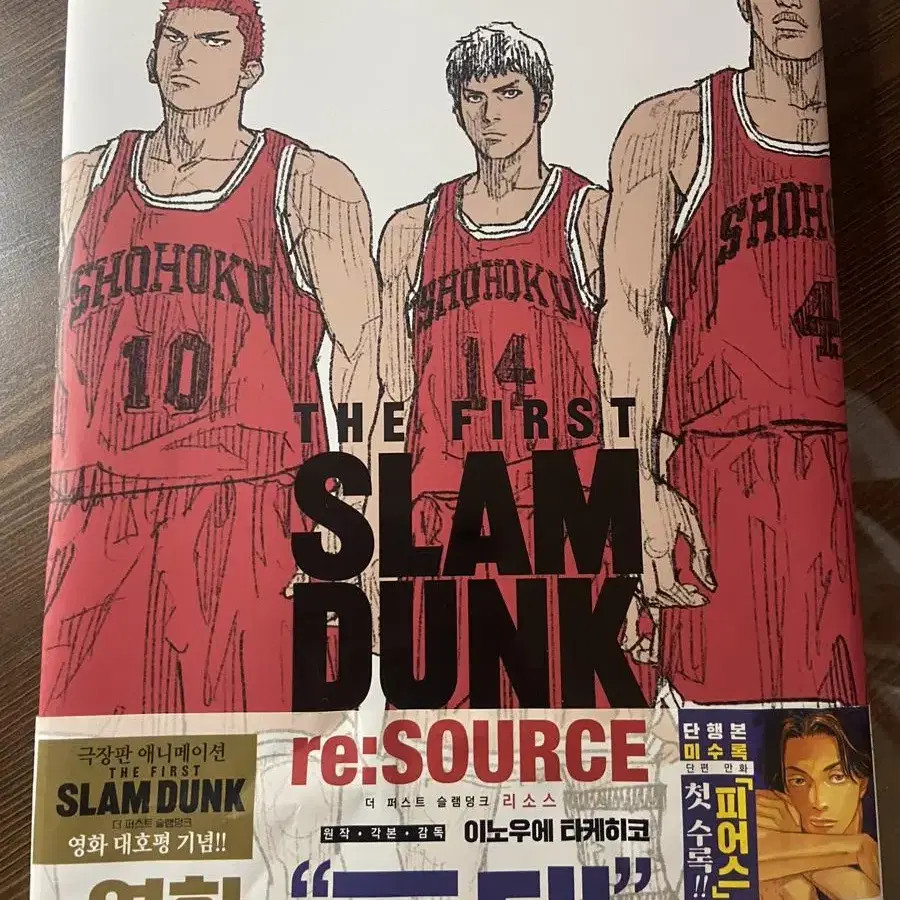 SHOHOKU
10
SHOHOKU
14
SHOH
4
THE FIRST
SLAM
DUNK
re:SOURCE
더 퍼스트 슬램덩크 리소스
원작·각본·감독 이노우에 타케히코
극장판 애니메이션
THE FIRST
SLAM DUNK
더 퍼스트 슬램덩크
영화 대호평 기념!!
단행본
미수록
단편 만화
「피어스」
첫 수록!!